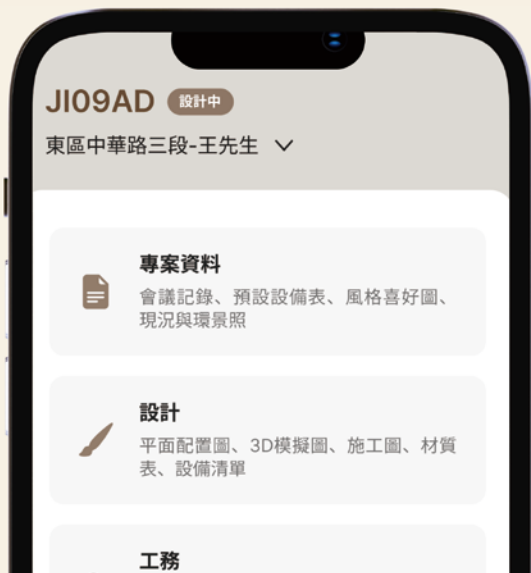 JI09AD 設計中
東區中華路三段-王先生
專案資料
會議記錄、預設設備表、風格喜好圖、
現況與環景照
設計
平面配置圖、3D模擬圖、施工圖、材質
表、設備清單
工務